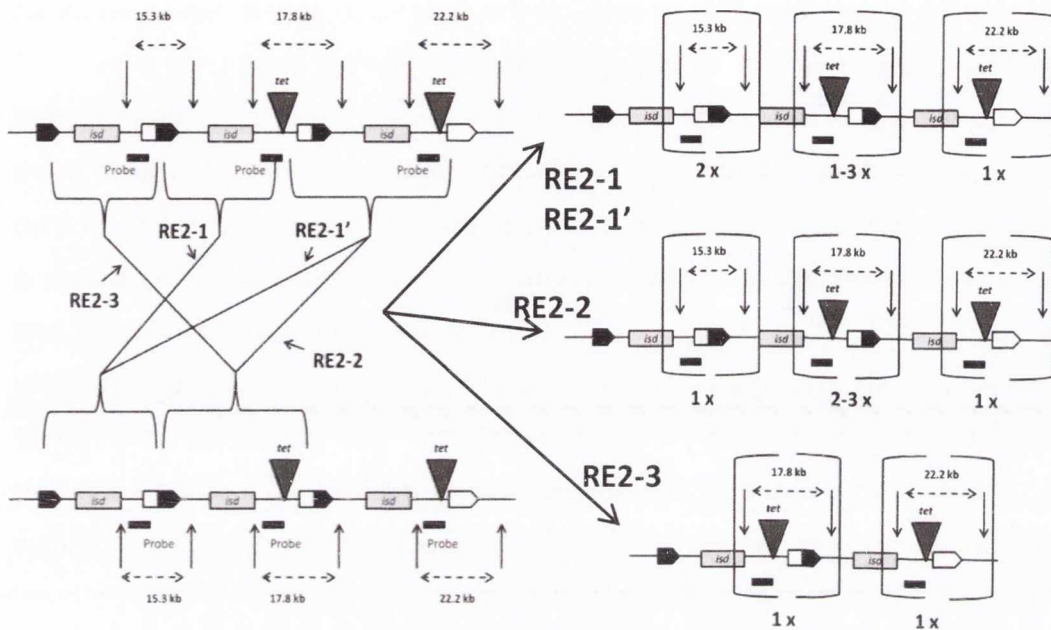 15.3 kb 17.8 kb 22.2 kb
tet tet
isd isd isd
Probe Probe Probe
RE2-1 RE2-1’
RE2-3
RE2-2
tet tet
isd isd isd
Probe Probe Probe
15.3 kb 17.8 kb 22.2 kb
RE2-1
RE2-1’
15.3 kb 17.8 kb 22.2 kb
tet tet
isd isd isd
2 x 1-3 x 1 x
RE2-2
15.3 kb 17.8 kb 22.2 kb
tet tet
isd isd isd
1 x 2-3 x 1 x
RE2-3
17.8 kb 22.2 kb
tet tet
isd isd
1 x 1 x